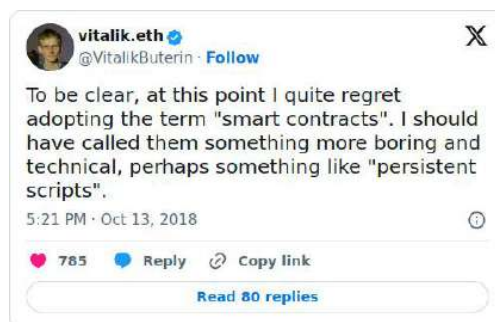 vitalik.eth
@VitalikButerin · Follow
To be clear, at this point I quite regret
adopting the term "smart contracts". I should
have called them something more boring and
technical, perhaps something like "persistent
scripts".
5:21 PM · Oct 13, 2018
785 Reply Copy link
Read 80 replies